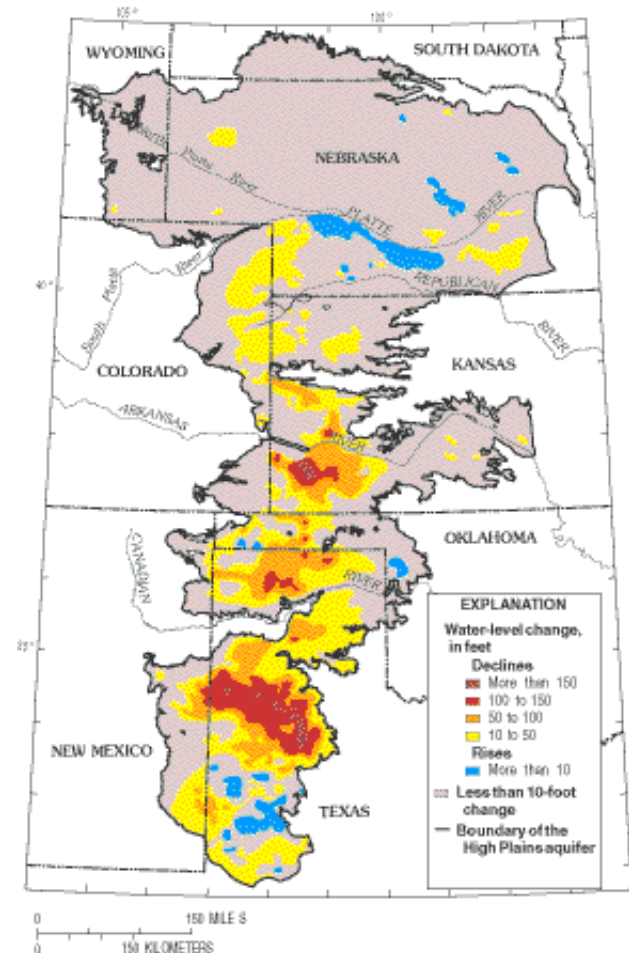 105°
100°
WYOMING
SOUTH DAKOTA
North Platte River
NEBRASKA
PLATTE
RIVER
South Platte River
40°
REPUBLICAN
RIVER
COLORADO
KANSAS
ARKANSAS
RIVER
OKLAHOMA
CANADIAN
RIVER
NEW MEXICO
TEXAS
EXPLANATION
Water-level change,
in feet
Declines
More than 150
100 to 150
50 to 100
10 to 50
Rises
More than 10
Less than 10-foot
change
Boundary of the
High Plains aquifer
0 150 MILES
0 150 KILOMETERS